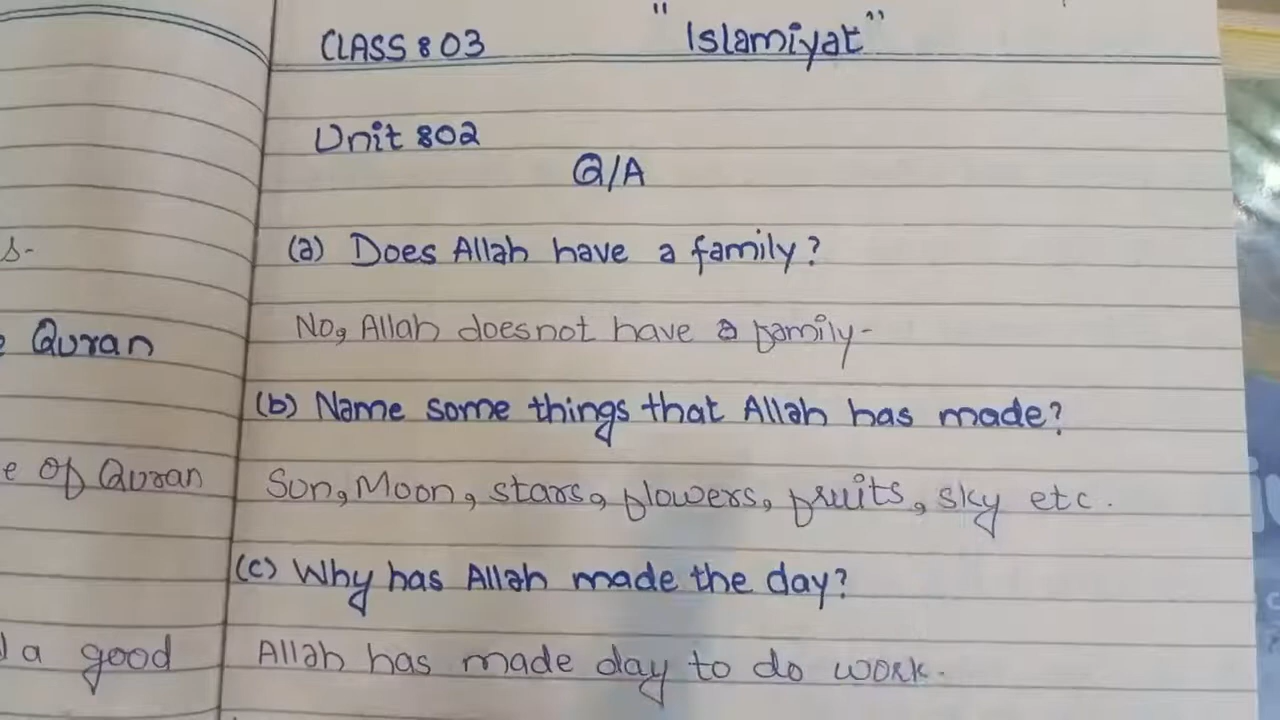 CLASS 8 03 "Islamiyat"
Unit 8 02
Q/A
s-
(a) Does Allah have a family?
No, Allah doesnot have a family-
Quran
(b) Name some things that Allah has made?
e of Quran
Sun, Moon, stars, flowers, fruits, sky etc.
(c) Why has Allah made the day?
a good
Allah has made day to do work.